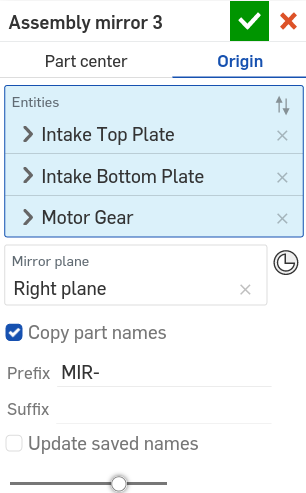 Assembly mirror 3
Part center
Origin
Entities
Intake Top Plate
Intake Bottom Plate
Motor Gear
Mirror plane
Right plane
Copy part names
Prefix MIR-
Suffix
Update saved names